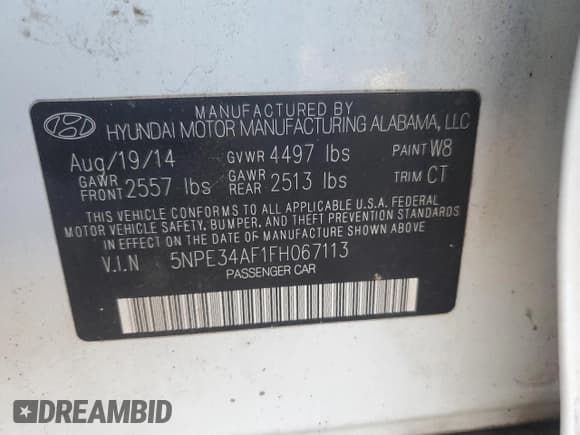 MANUFACTURED BY
HYUNDAI MOTOR MANUFACTURING ALABAMA, LLC
Aug/19/14 GVWR 4497 lbs PAINT W8
GAWR FRONT 2557 lbs GAWR REAR 2513 lbs TRIM CT
THIS VEHICLE CONFORMS TO ALL APPLICABLE U.S.A. FEDERAL
MOTOR VEHICLE SAFETY, BUMPER, AND THEFT PREVENTION STANDARDS
IN EFFECT ON THE DATE OF MANUFACTURE SHOWN ABOVE.
V.I.N 5NPE34AF1FH067113
PASSENGER CAR
DREAMBID